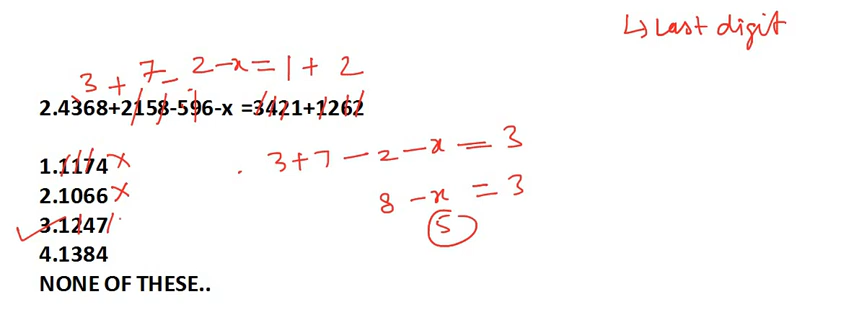 ↳ Last digit
3 + 7 - 2 - x = 1 + 2
2.4368+2158-596-x =3421+1262
3 + 7 - 2 - x = 3
1.1174 ×
8 - x = 3
2.1066 ×
5
✓ 3.1247
4.1384
NONE OF THESE..